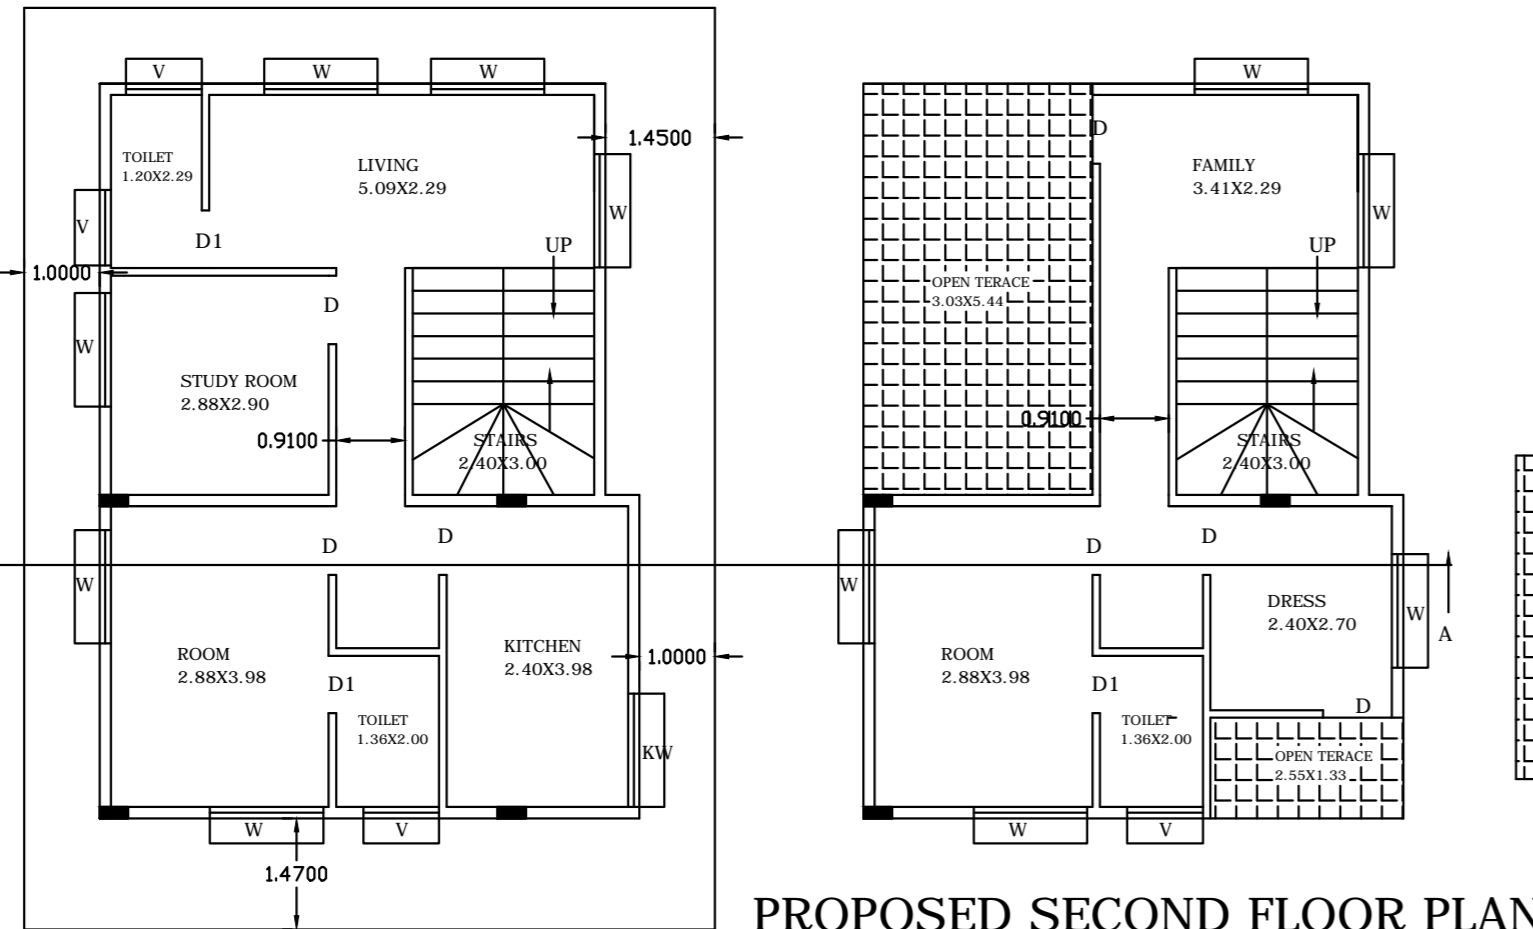 V
W
W
TOILET
1.20X2.29
LIVING
5.09X2.29
1.4500
V
W
D1
UP
1.0000
D
W
STUDY ROOM
2.88X2.90
0.9100
STAIRS
2.40X3.00
D
D
W
ROOM
2.88X3.98
KITCHEN
2.40X3.98
1.0000
D1
TOILET
1.36X2.00
KW
W
V
1.4700
W
D
FAMILY
3.41X2.29
W
UP
OPEN TERACE
3.03X5.44
0.9100
STAIRS
2.40X3.00
D
D
W
DRESS
2.40X2.70
W
A
ROOM
2.88X3.98
D1
D
TOILET
1.36X2.00
OPEN TERACE
2.55X1.33
W
V
PROPOSED SECOND FLOOR PLAN